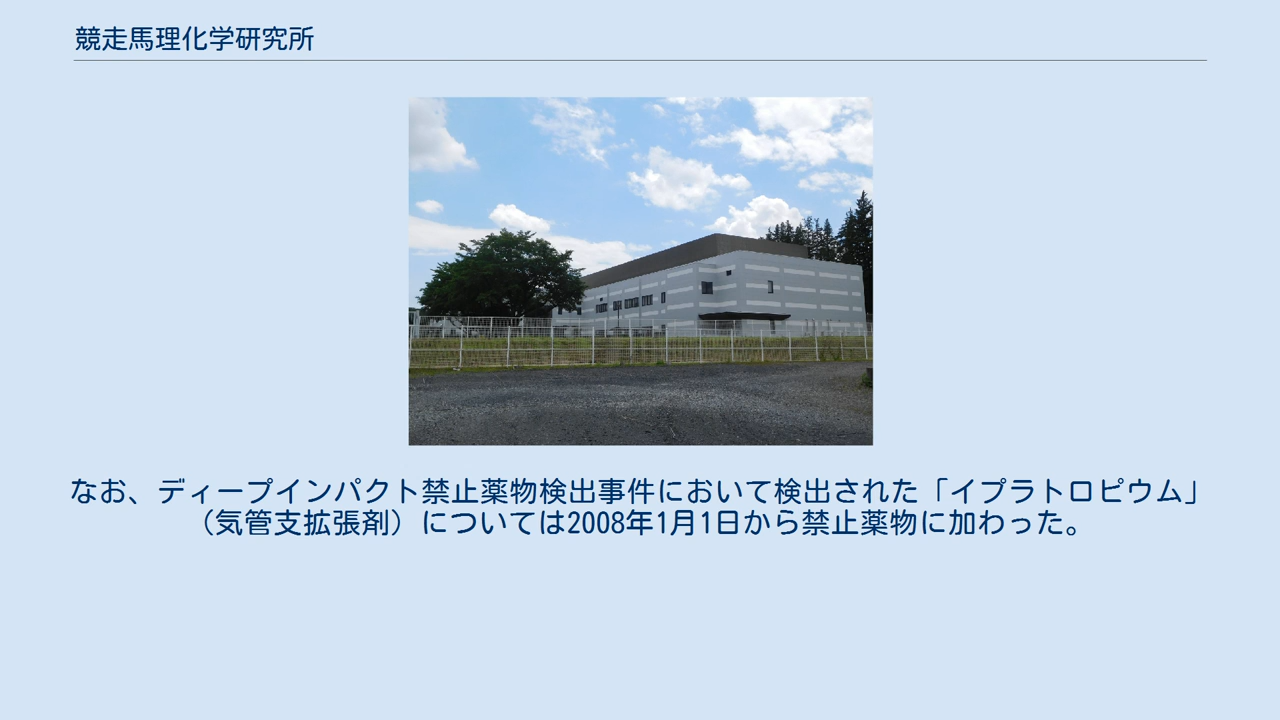 競走馬理化学研究所
なお、ディープインパクト禁止薬物検出事件において検出された「イプラトロピウム」
（気管支拡張剤）については2008年1月1日から禁止薬物に加わった。